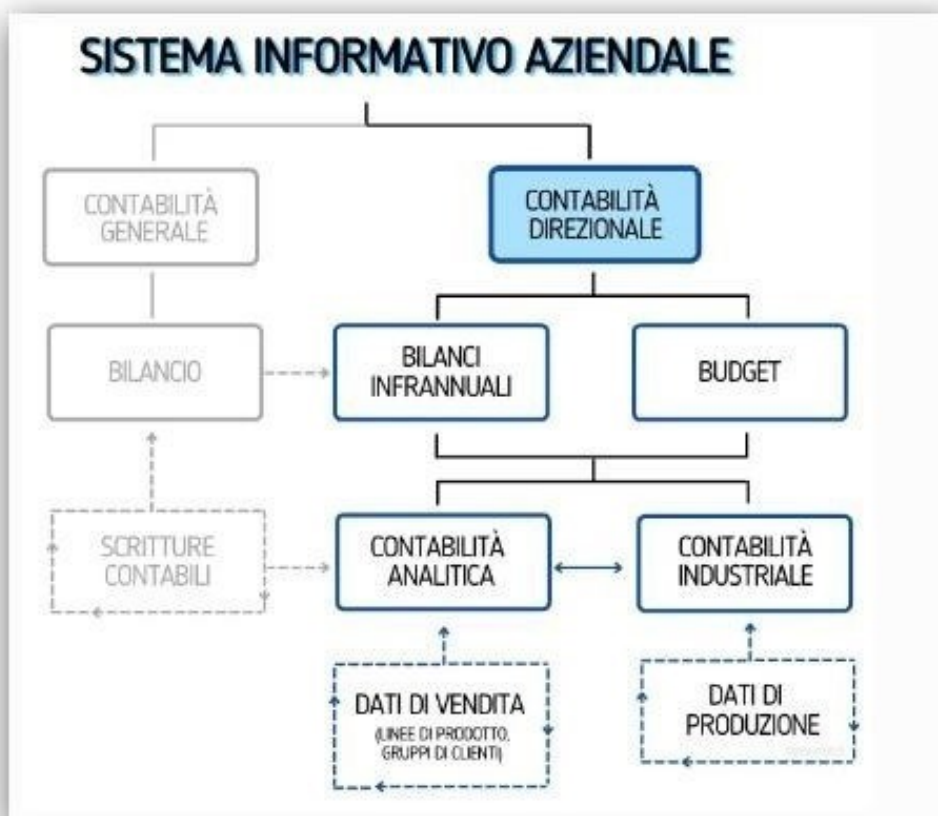 SISTEMA INFORMATIVO AZIENDALE
CONTABILITÀ
GENERALE
CONTABILITÀ
DIREZIONALE
BILANCIO
BILANCI
INFRANNUALI
BUDGET
SCRITTURE
CONTABILI
CONTABILITÀ
ANALITICA
CONTABILITÀ
INDUSTRIALE
DATI DI VENDITA
(LINEE DI PRODOTTO,
GRUPPI DI CLIENTI)
DATI DI
PRODUZIONE